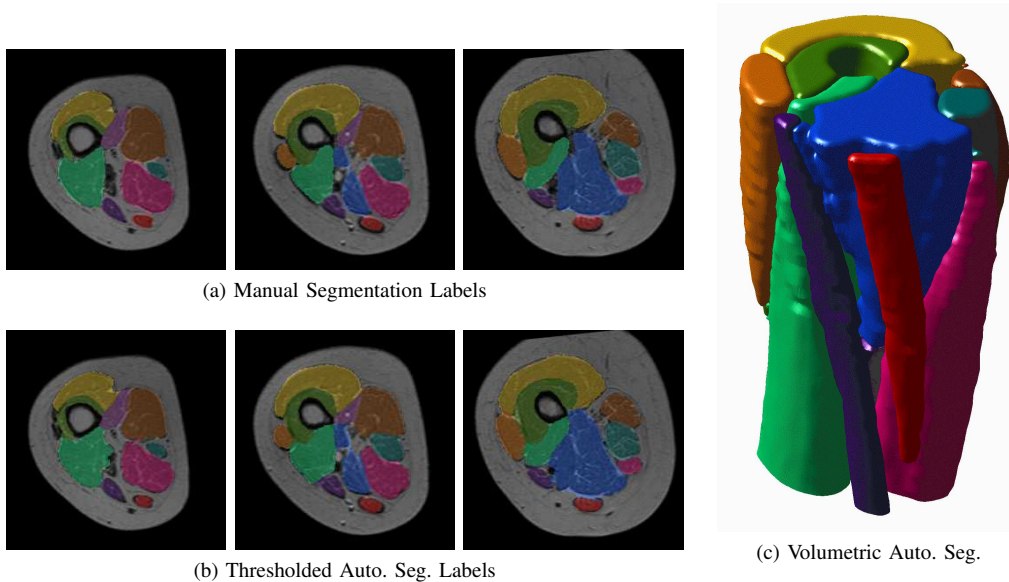 (a) Manual Segmentation Labels
(b) Thresholded Auto. Seg. Labels
(c) Volumetric Auto. Seg.